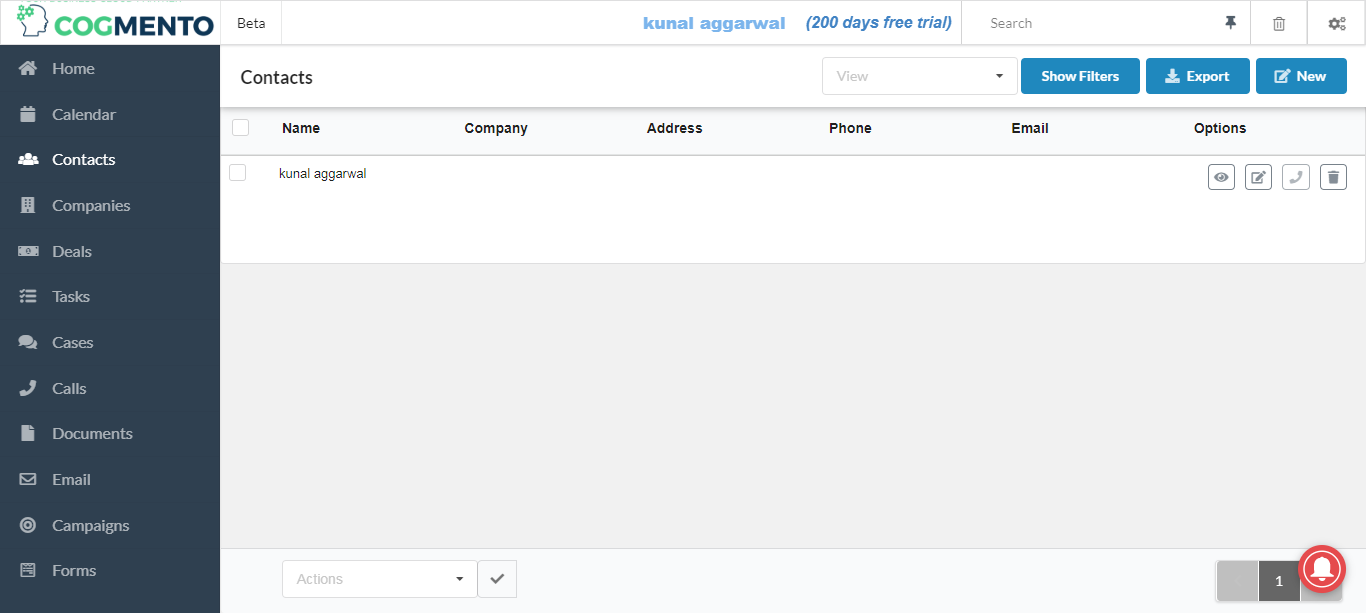 COGMENTO
Beta
kunal aggarwal (200 days free trial)
Search
Home
Calendar
Contacts
Companies
Deals
Tasks
Cases
Calls
Documents
Email
Campaigns
Forms
Contacts
View
Show Filters
Export
New
Name Company Address Phone Email Options
kunal aggarwal
Actions
1